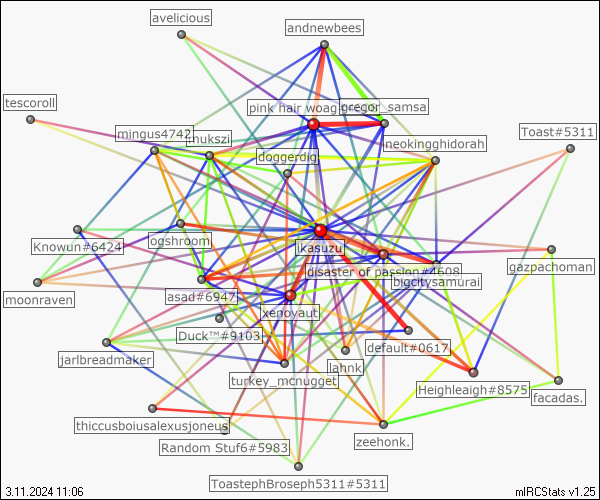 avelicious
andnewbees
tescoroll
pink hair woag
gregor_samsa
mingus4742
Toast#5311
neokingghidorah
doggerdig
Knowun#6424
ogshroom
ikasuzu
gazpachoman
disaster of passion#4608
bigcitysamurai
moonraven
asad#6947
xenoyaut
Duck™#9103
default#0617
jarlbreadmaker
lahnk
turkey_mcnugget
Heighleaigh#8575
facadas.
thiccusboiusalexusjoneus
Random Stuf6#5983
zeehonk.
ToastephBroseph5311#5311
3.11.2024 11:06
mIRCStats v1.25